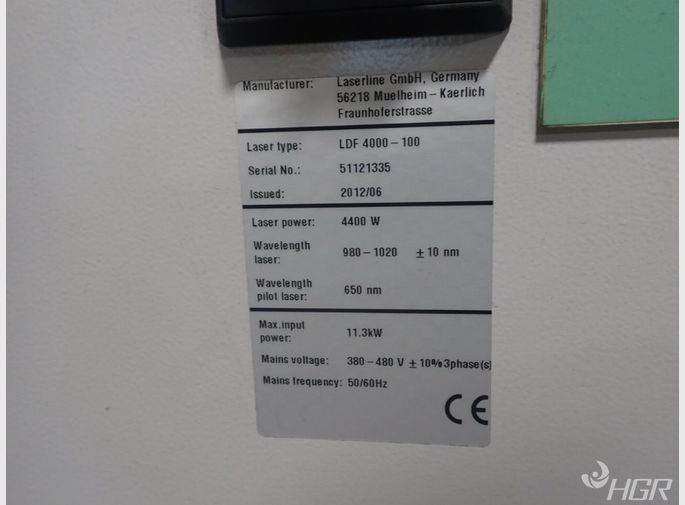 Manufacturer: Laserline GmbH, Germany
56218 Muelheim – Kaerlich
Fraunhoferstrasse
Laser type: LDF 4000 – 100
Serial No.: 51121335
Issued: 2012/06
Laser power: 4400 W
Wavelength
laser: 980 – 1020 ± 10 nm
Wavelength
pilot laser: 650 nm
Max.input
power: 11.3kW
Mains voltage: 380 – 480 V ± 10% 3phase(s)
Mains frequency: 50/60Hz
CE
HGR